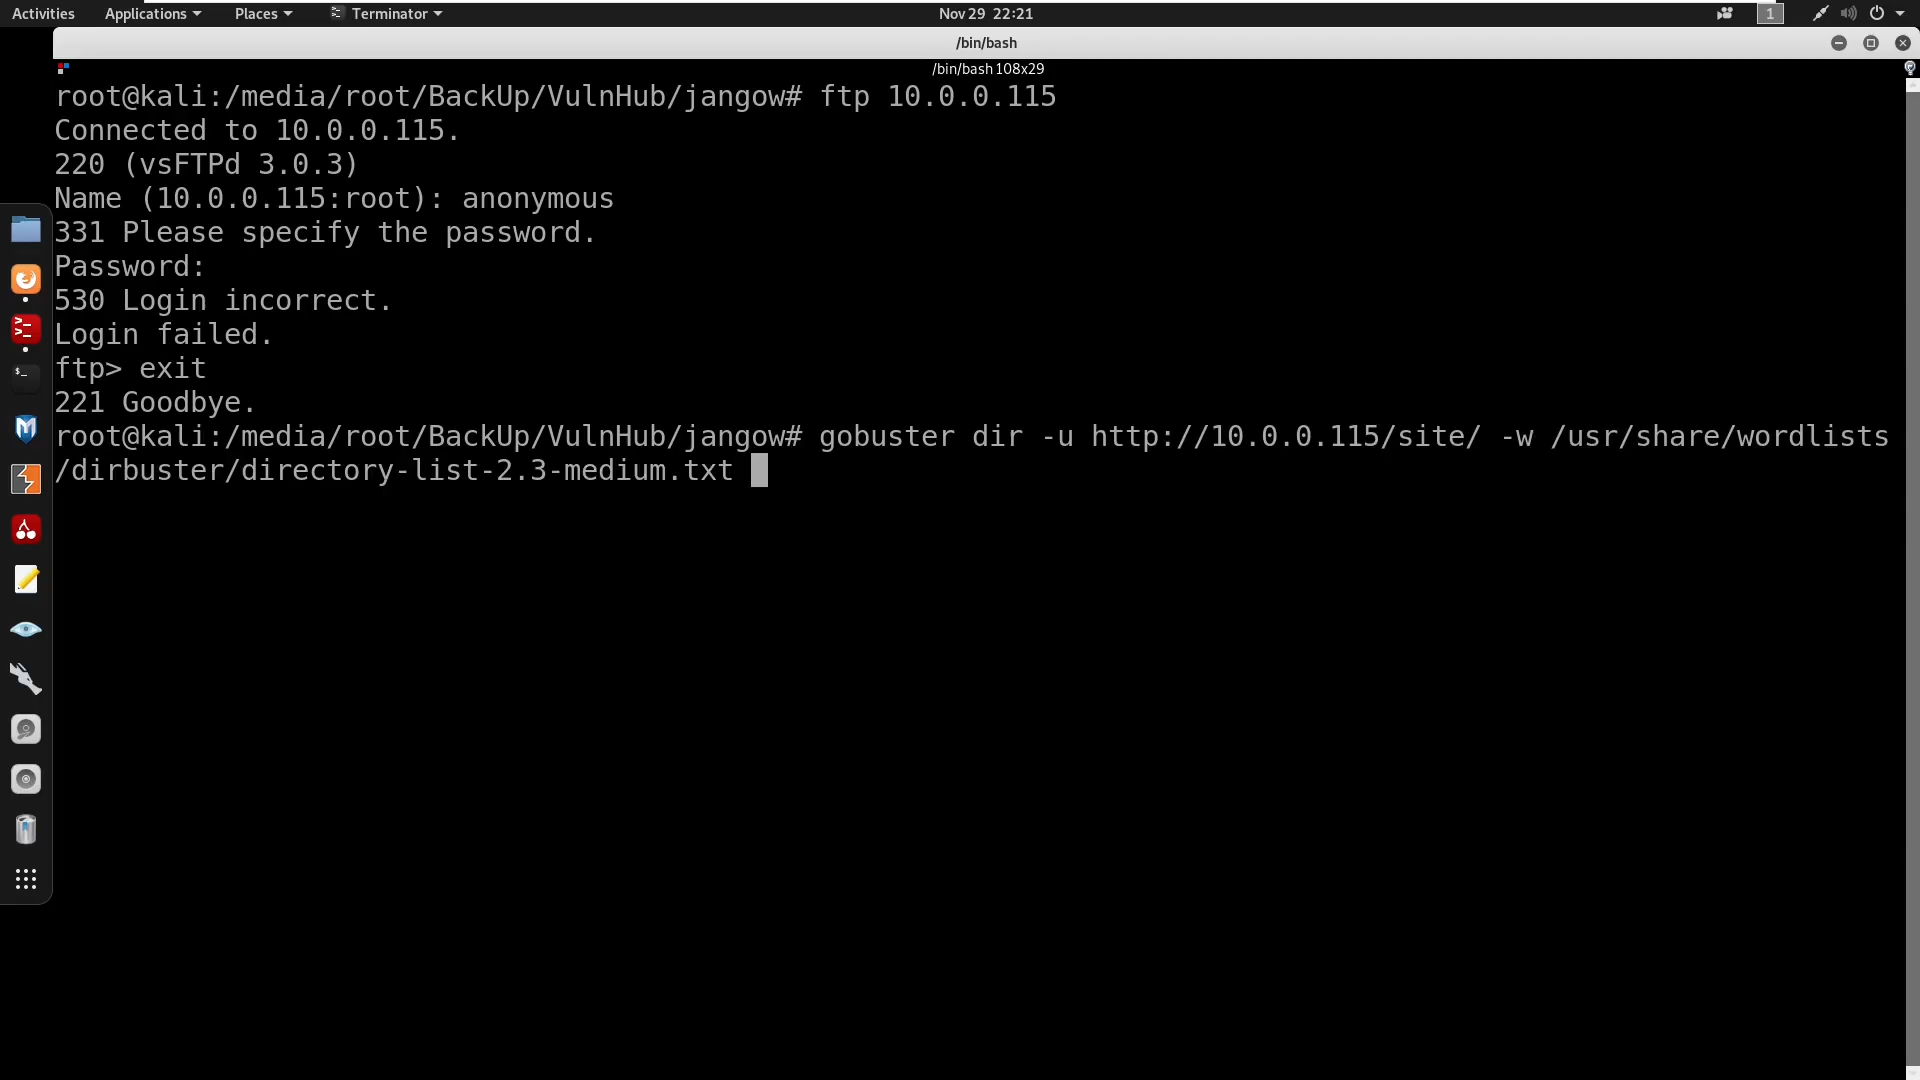 Activities Applications Places Terminator Nov 29 22:21 1
/bin/bash
/bin/bash 108x29
root@kali:/media/root/BackUp/VulnHub/jangow# ftp 10.0.0.115
Connected to 10.0.0.115.
220 (vsFTPd 3.0.3)
Name (10.0.0.115:root): anonymous
331 Please specify the password.
Password:
530 Login incorrect.
Login failed.
ftp> exit
221 Goodbye.
root@kali:/media/root/BackUp/VulnHub/jangow# gobuster dir -u http://10.0.0.115/site/ -w /usr/share/wordlists
/dirbuster/directory-list-2.3-medium.txt